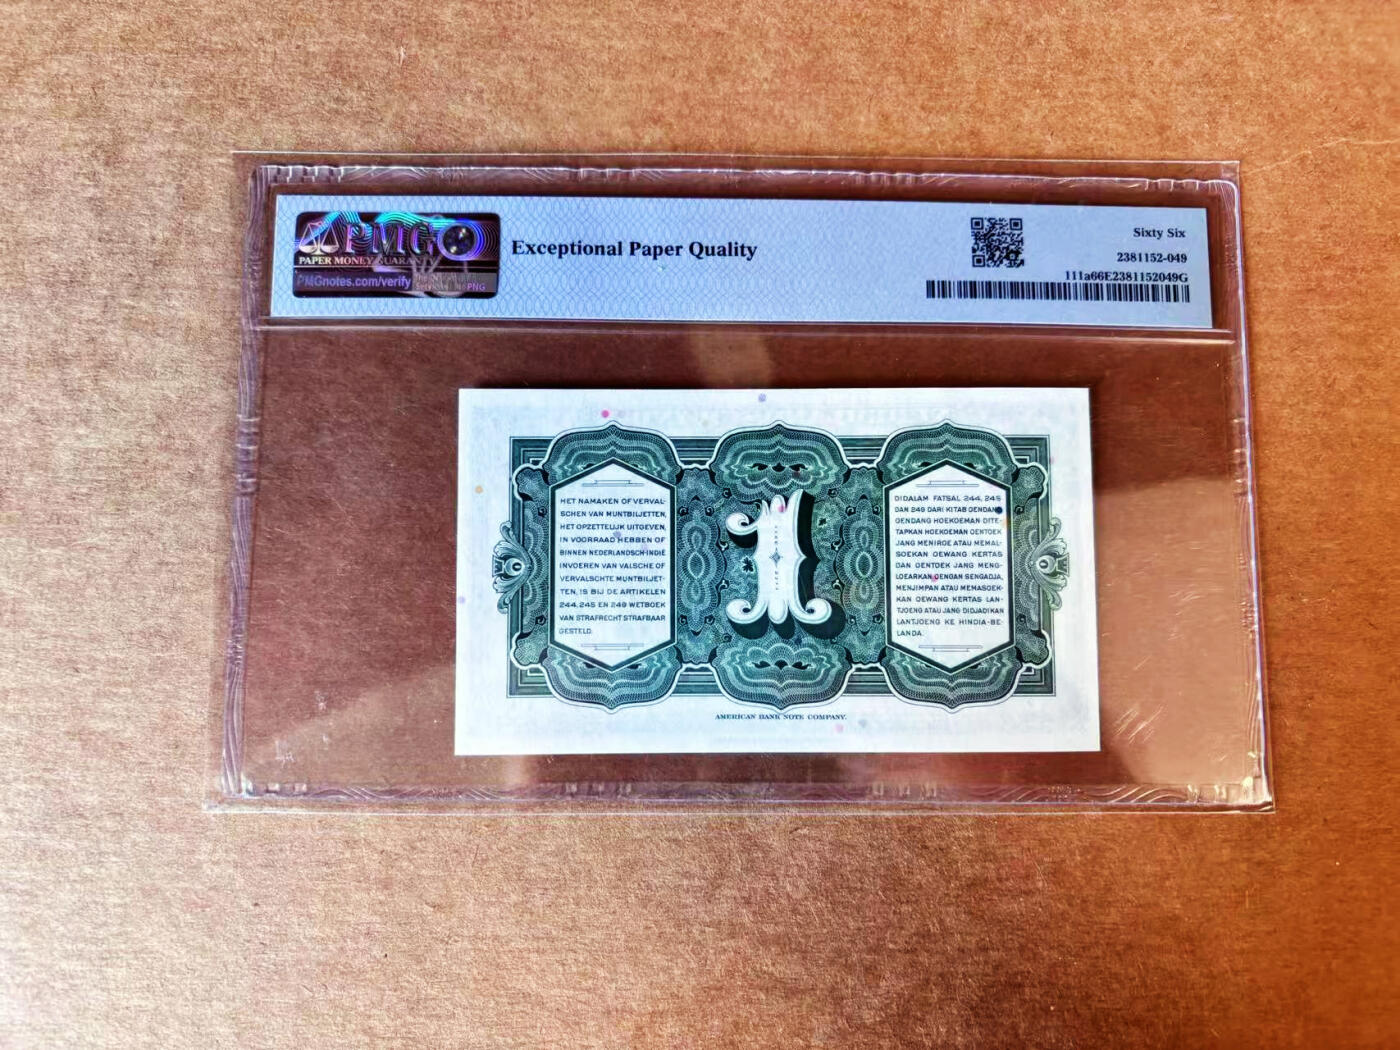 PMG
PAPER MONEY GUARANTY
PMGnotes.com/verify
PNG
Exceptional Paper Quality
Sixty Six
2381152-049
111a66E2381152049G
HET NAMAKEN OF VERVAL-
SCHEN VAN MUNTBILJETTEN,
HET OPZETTELIJK UITGEVEN,
IN VOORRAAD HEBBEN OF
BINNEN NEDERLANDSCH-INDIË
INVOEREN VAN VALSCHE OF
VERVALSCHTE MUNTBILJET-
TEN, IS BIJ DE ARTIKELEN
244, 245 EN 249 WETBOEK
VAN STRAFRECHT STRAFBAAR
GESTELD.
1
DIDALAM FATSAL 244, 245
DAN 249 DARI KITAB OENDANG
OENDANG HOEKOEMAN DITE-
TAPKAN HOEKOEMAN OENTOEK
JANG MENIROE ATAU MEMAL-
SOEKAN OEWANG KERTAS
DAN OENTOEK JANG MENG-
LOEARKAN DENGAN SENGADJA,
MENJIMPAN ATAU MEMASOEK-
KAN OEWANG KERTAS LAN-
TJOENG ATAU JANG DIDJADIKAN
LANTJOENG KE HINDIA-BE-
LANDA.
AMERICAN BANK NOTE COMPANY.